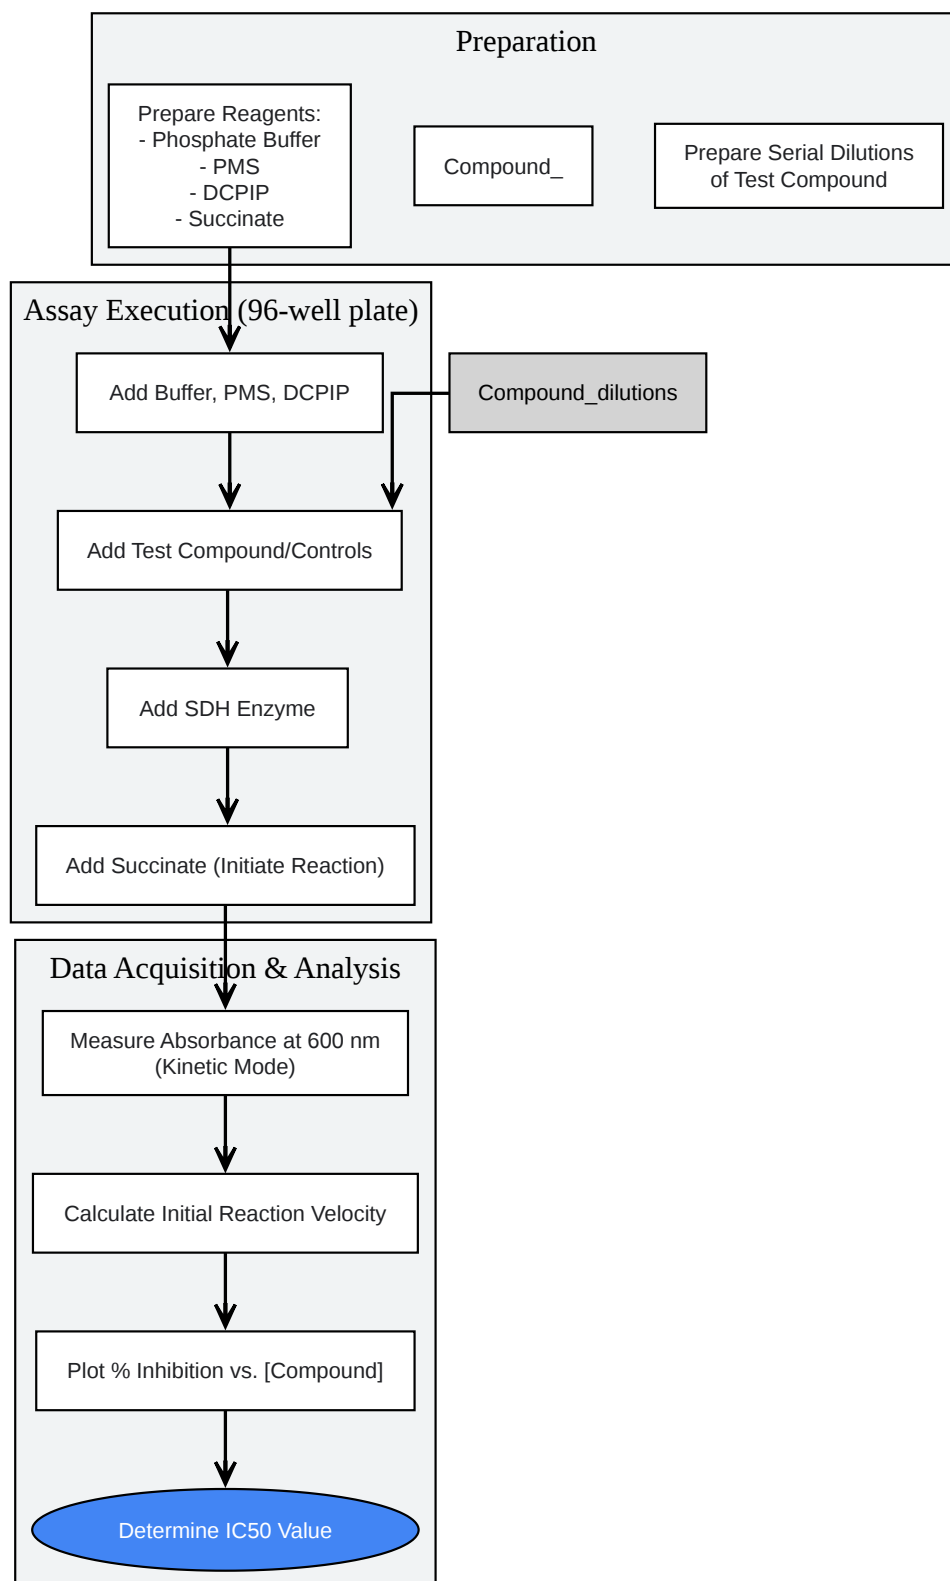 Preparation
Prepare Reagents:
- Phosphate Buffer
- PMS
- DCPIP
- Succinate
Compound_
Prepare Serial Dilutions
of Test Compound
Assay Execution (96-well plate)
Add Buffer, PMS, DCPIP
Compound_dilutions
Add Test Compound/Controls
Add SDH Enzyme
Add Succinate (Initiate Reaction)
Data Acquisition & Analysis
Measure Absorbance at 600 nm
(Kinetic Mode)
Calculate Initial Reaction Velocity
Plot % Inhibition vs. [Compound]
Determine IC50 Value